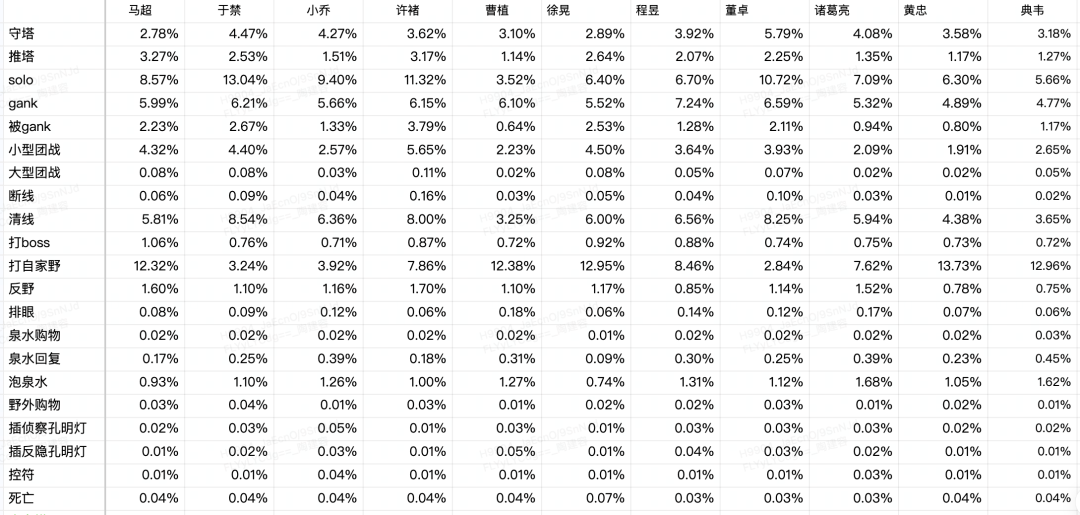 马超 于禁 小乔 许褚 曹植 徐晃 程昱 董卓 诸葛亮 黄忠 典韦
守塔 2.78% 4.47% 4.27% 3.62% 3.10% 2.89% 3.92% 5.79% 4.08% 3.58% 3.18%
推塔 3.27% 2.53% 1.51% 3.17% 1.14% 2.64% 2.07% 2.25% 1.35% 1.17% 1.27%
solo 8.57% 13.04% 9.40% 11.32% 3.52% 6.40% 6.70% 10.72% 7.09% 6.30% 5.66%
gank 5.99% 6.21% 5.66% 6.15% 6.10% 5.52% 7.24% 6.59% 5.32% 4.89% 4.77%
被gank 2.23% 2.67% 1.33% 3.79% 0.64% 2.53% 1.28% 2.11% 0.94% 0.80% 1.17%
小型团战 4.32% 4.40% 2.57% 5.65% 2.23% 4.50% 3.64% 3.93% 2.09% 1.91% 2.65%
大型团战 0.08% 0.08% 0.03% 0.11% 0.02% 0.08% 0.05% 0.07% 0.02% 0.02% 0.05%
断线 0.06% 0.09% 0.04% 0.16% 0.03% 0.05% 0.04% 0.10% 0.03% 0.01% 0.02%
清线 5.81% 8.54% 6.36% 8.00% 3.25% 6.00% 6.56% 8.25% 5.94% 4.38% 3.65%
打boss 1.06% 0.76% 0.71% 0.87% 0.72% 0.92% 0.88% 0.74% 0.75% 0.73% 0.72%
打自家野 12.32% 3.24% 3.92% 7.86% 12.38% 12.95% 8.46% 2.84% 7.62% 13.73% 12.96%
反野 1.60% 1.10% 1.16% 1.70% 1.10% 1.17% 0.85% 1.14% 1.52% 0.78% 0.75%
排眼 0.08% 0.09% 0.12% 0.06% 0.18% 0.06% 0.14% 0.12% 0.17% 0.07% 0.06%
泉水购物 0.02% 0.02% 0.02% 0.02% 0.02% 0.01% 0.02% 0.02% 0.02% 0.02% 0.03%
泉水回复 0.17% 0.25% 0.39% 0.18% 0.31% 0.09% 0.30% 0.25% 0.39% 0.23% 0.45%
泡泉水 0.93% 1.10% 1.26% 1.00% 1.27% 0.74% 1.31% 1.12% 1.68% 1.05% 1.62%
野外购物 0.03% 0.04% 0.01% 0.03% 0.01% 0.02% 0.02% 0.03% 0.01% 0.02% 0.01%
插侦察孔明灯 0.02% 0.03% 0.05% 0.01% 0.03% 0.01% 0.03% 0.03% 0.03% 0.02% 0.02%
插反隐孔明灯 0.01% 0.02% 0.03% 0.01% 0.05% 0.01% 0.04% 0.03% 0.02% 0.01% 0.01%
控符 0.01% 0.01% 0.04% 0.01% 0.01% 0.01% 0.01% 0.01% 0.03% 0.01% 0.01%
死亡 0.04% 0.04% 0.04% 0.04% 0.04% 0.07% 0.03% 0.03% 0.03% 0.04% 0.04%